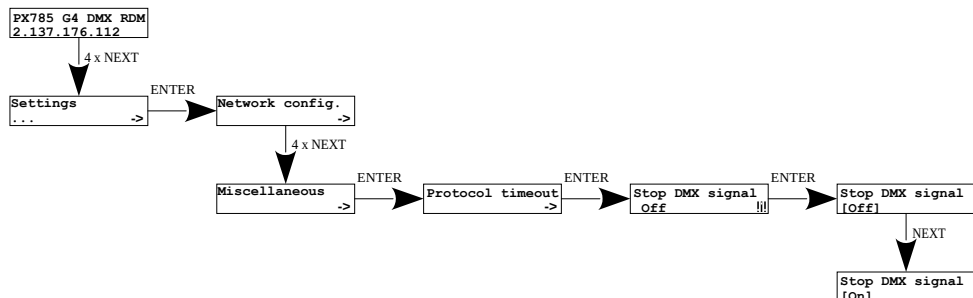 PX785 G4 DMX RDM
2.137.176.112
4 x NEXT
Settings
... ->
ENTER
Network config.
->
4 x NEXT
Miscellaneous
->
ENTER
Protocol timeout
->
ENTER
Stop DMX signal
Off !i!
ENTER
Stop DMX signal
[Off]
NEXT
Stop DMX signal
[On]